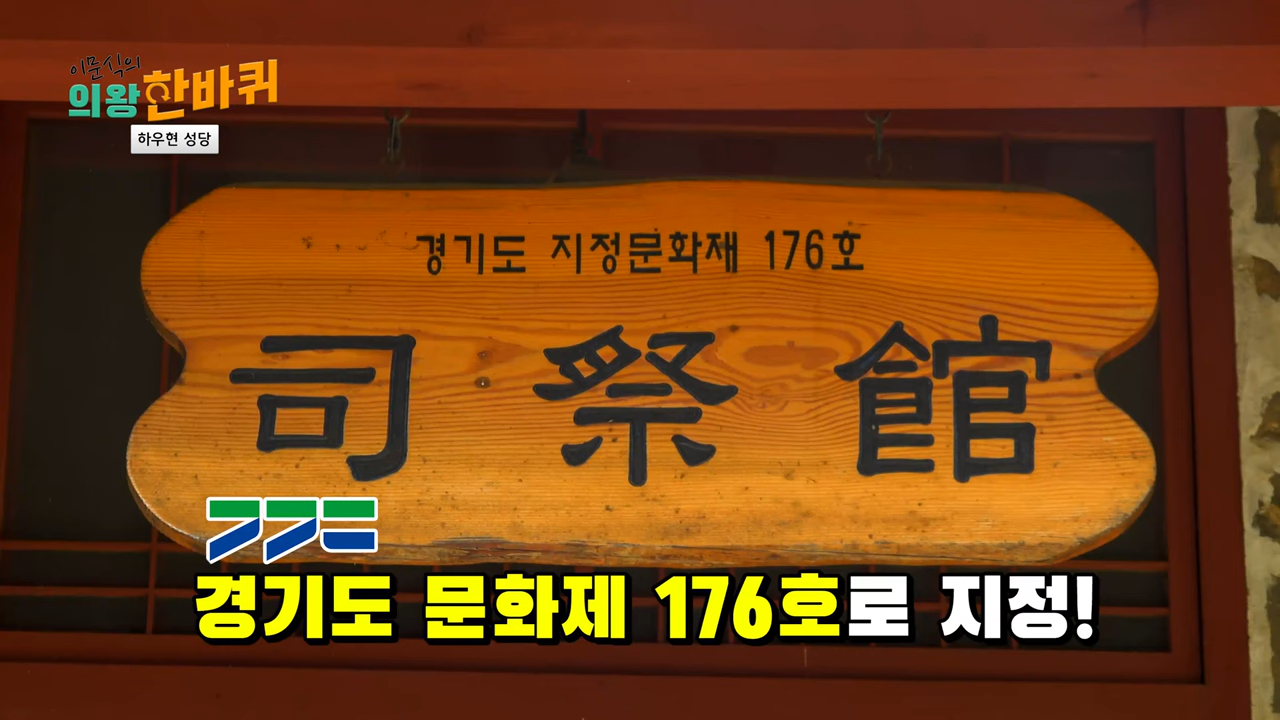 이문식의
의왕 한바퀴
하우현 성당
경기도 지정문화재 176호
司祭館
경기도 문화제 176호로 지정!